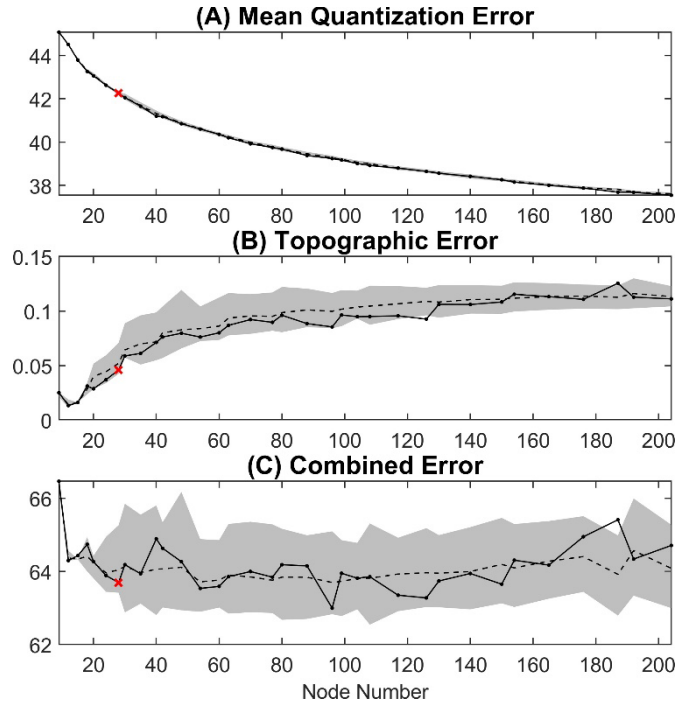 (A) Mean Quantization Error
44
42
40
38
20 40 60 80 100 120 140 160 180 200
(B) Topographic Error
0.15
0.1
0.05
0
20 40 60 80 100 120 140 160 180 200
(C) Combined Error
66
64
62
20 40 60 80 100 120 140 160 180 200
Node Number